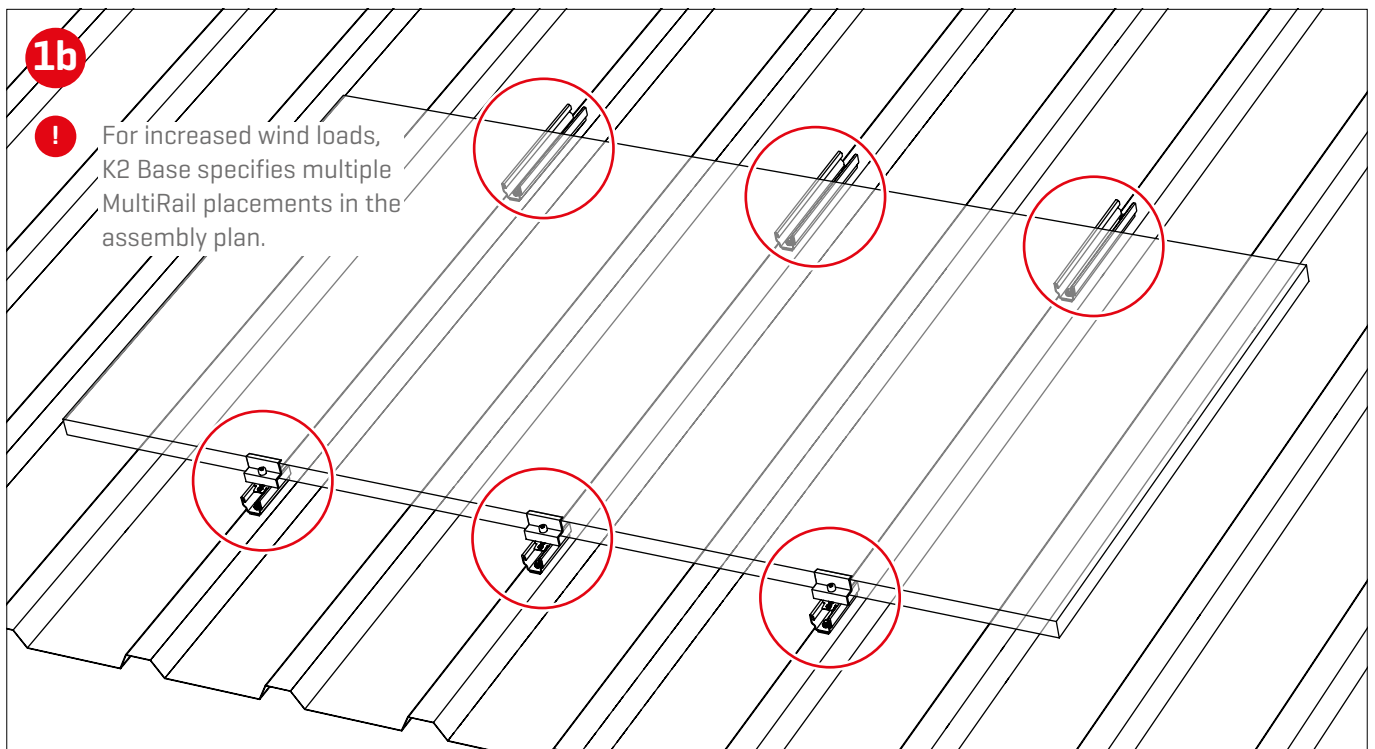 1b
!
For increased wind loads,
K2 Base specifies multiple
MultiRail placements in the
assembly plan.